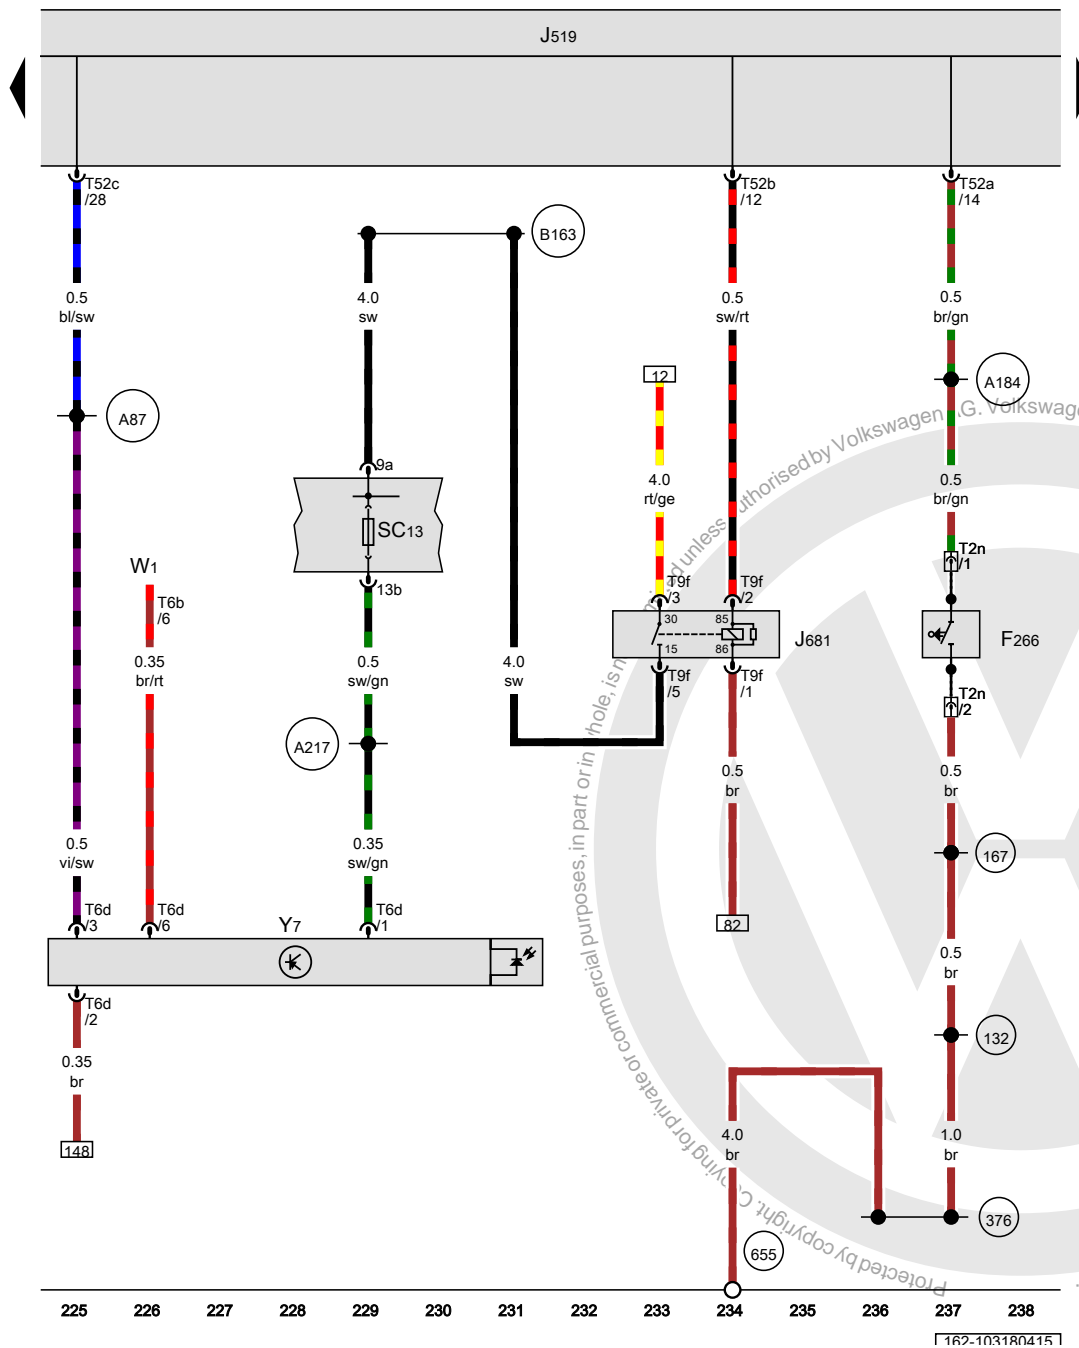 J519
T52c
/28
T52b
/12
T52a
/14
B163
0.5
bl/sw
4.0
sw
0.5
sw/rt
0.5
br/gn
12
A184
A87
9a
4.0
rt/ge
0.5
br/gn
SC13
T2n
/1
W1
13b
T9f
/3
T9f
/2
T6b
/6
30
85
15
86
J681
F266
0.35
br/rt
0.5
sw/gn
4.0
sw
T9f
/5
T9f
/1
T2n
/2
A217
0.5
br
0.5
br
0.5
vi/sw
0.35
sw/gn
167
T6d
/3
T6d
/6
Y7
T6d
/1
82
0.5
br
T6d
/2
132
0.35
br
148
4.0
br
1.0
br
376
655
225 226 227 228 229 230 231 232 233 234 235 236 237 238
162-103180415
Protected by copyright. Copying for private or commercial purposes, in part or in whole, is
unless authorised by Volkswagen AG. Volkswage